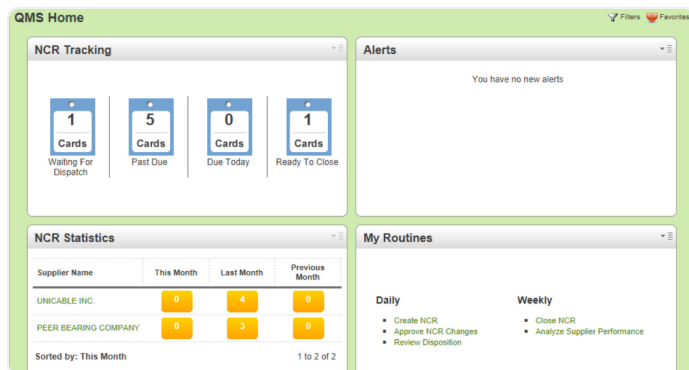 QMS Home
Filters Favorites
NCR Tracking
1 5 0 1
Cards Cards Cards Cards
Waiting For Past Due Due Today Ready To Close
Dispatch
Alerts
You have no new alerts
NCR Statistics
Supplier Name This Month Last Month Previous
Month
UNICABLE INC. 0 4 0
PEER BEARING COMPANY 0 3 0
Sorted by: This Month 1 to 2 of 2
My Routines
Daily Weekly
Create NCR Close NCR
Approve NCR Changes Analyze Supplier Performance
Review Disposition